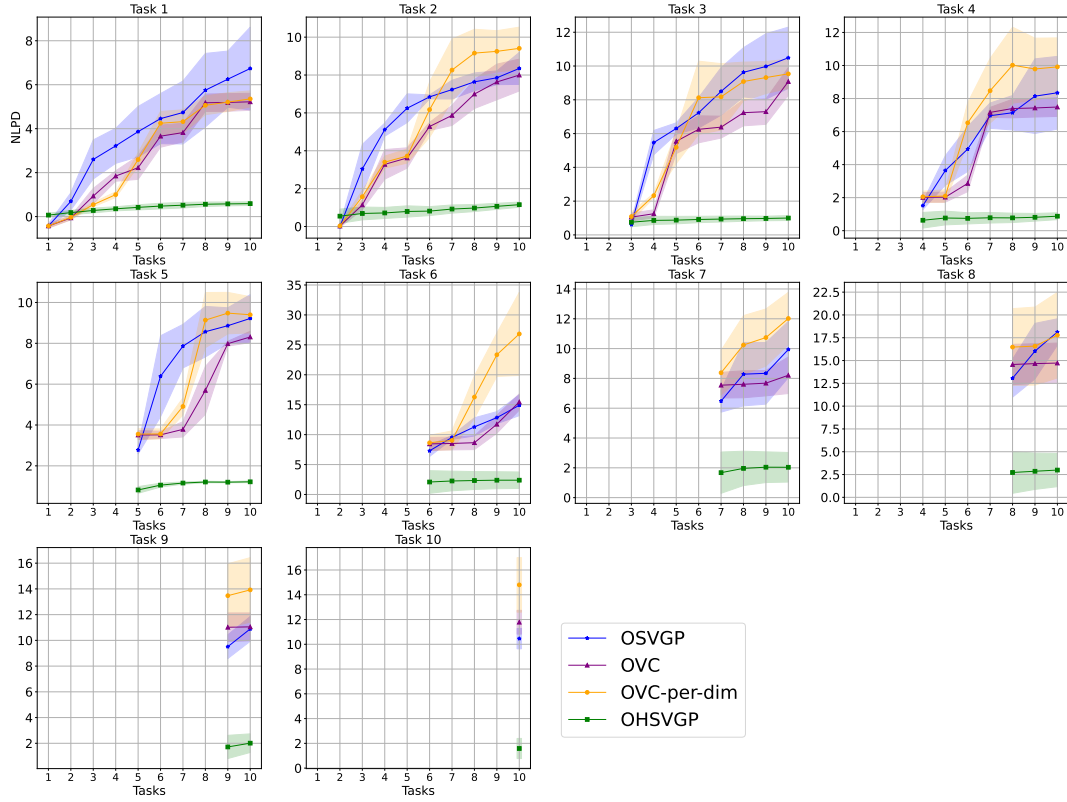 Task 1
Task 2
Task 3
Task 4
NLPD
8
6
4
2
0
1 2 3 4 5 6 7 8 9 10
Tasks
10
8
6
4
2
0
1 2 3 4 5 6 7 8 9 10
Tasks
12
10
8
6
4
2
0
1 2 3 4 5 6 7 8 9 10
Tasks
12
10
8
6
4
2
0
1 2 3 4 5 6 7 8 9 10
Tasks
Task 5
Task 6
Task 7
Task 8
10
8
6
4
2
1 2 3 4 5 6 7 8 9 10
Tasks
35
30
25
20
15
10
5
0
1 2 3 4 5 6 7 8 9 10
Tasks
14
12
10
8
6
4
2
0
1 2 3 4 5 6 7 8 9 10
Tasks
22.5
20.0
17.5
15.0
12.5
10.0
7.5
5.0
2.5
0.0
1 2 3 4 5 6 7 8 9 10
Tasks
Task 9
Task 10
16
14
12
10
8
6
4
2
1 2 3 4 5 6 7 8 9 10
Tasks
16
14
12
10
8
6
4
2
0
1 2 3 4 5 6 7 8 9 10
Tasks
OSVGP
OVC
OVC-per-dim
OHSVGP